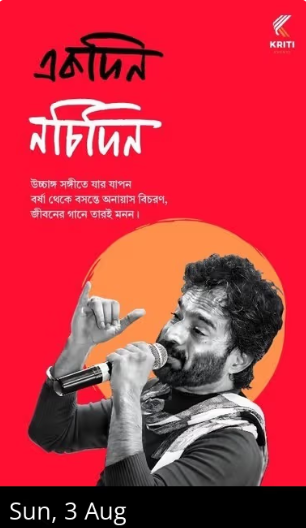 KRITI
একদিন
নচিদিন
উচ্চাঙ্গ সঙ্গীতে যার যাপন
বর্ষা থেকে বসন্তে অনায়াস বিচরণ,
জীবনের গানে তারই মনন।
Sun, 3 Aug